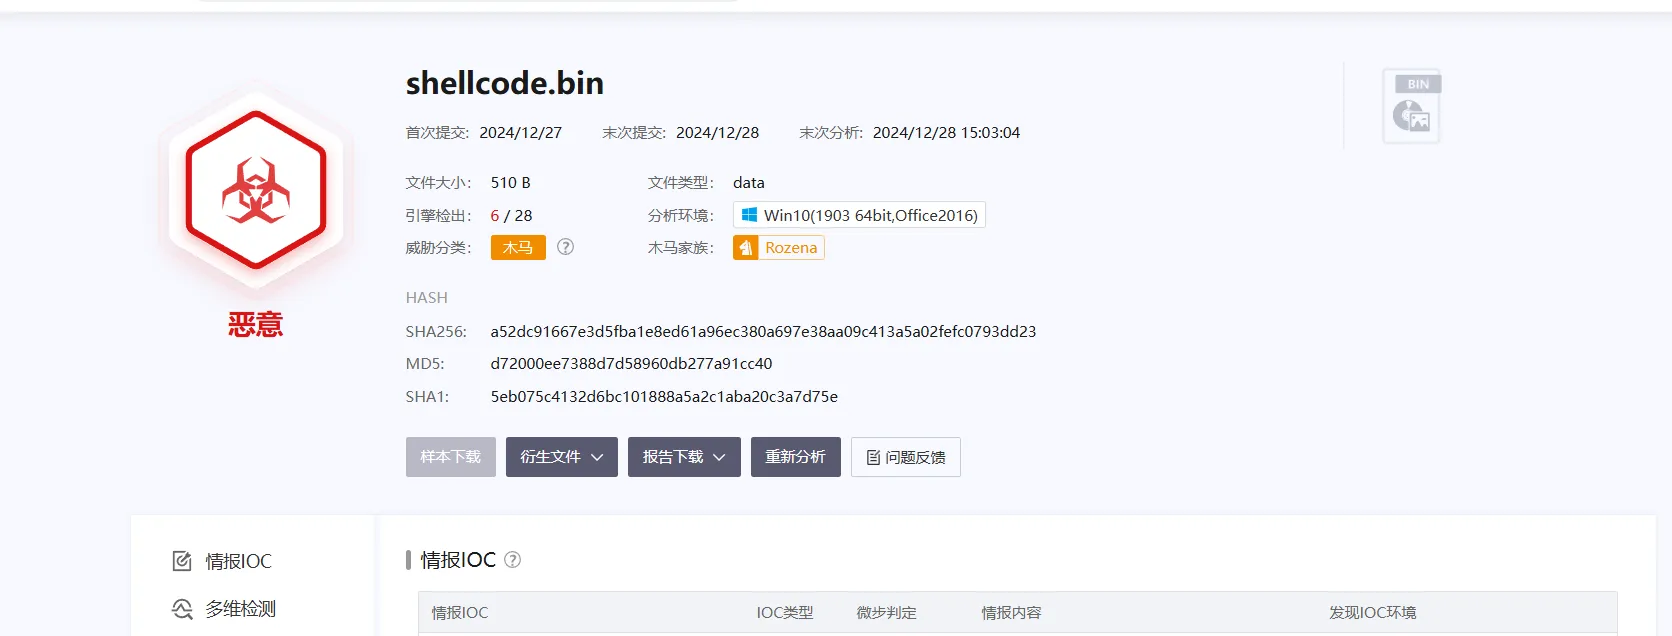 shellcode.bin
BIN
首次提交: 2024/12/27 末次提交: 2024/12/28 末次分析: 2024/12/28 15:03:04
文件大小: 510 B 文件类型: data
引擎检出: 6 / 28 分析环境: Win10(1903 64bit,Office2016)
威胁分类: 木马 ? 木马家族: Rozena
恶意
HASH
SHA256: a52dc91667e3d5fba1e8ed61a96ec380a697e38aa09c413a5a02fefc0793dd23
MD5: d72000ee7388d7d58960db277a91cc40
SHA1: 5eb075c4132d6bc101888a5a2c1aba20c3a7d75e
样本下载 衍生文件 报告下载 重新分析 问题反馈
情报IOC
多维检测
情报IOC ?
情报IOC IOC类型 微步判定 情报内容 发现IOC环境